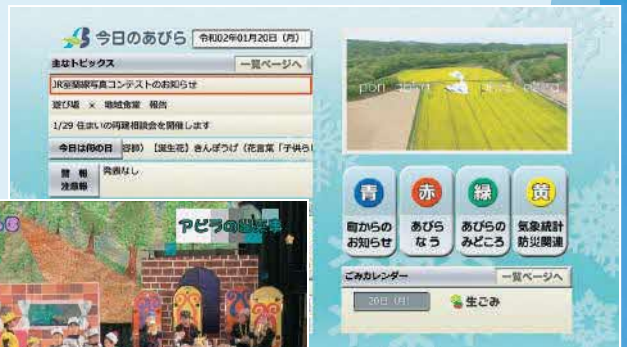 今日のあびら
令和02年01月20日(月)
主なトピックス
一覧ページへ
JR室蘭線写真コンテストのお知らせ
遊び場 × 地域食堂 報告
1/29 住まいの再建相談会を開催します
今日は何の日
【誕生花】きんぽうげ(花言葉「子供ら
警報
注意報
発表なし
青
町からの
お知らせ
赤
あびら
なう
緑
あびらの
みどころ
黄
気象統計
防災関連
ごみカレンダー
一覧ページへ
20日(月)
生ごみ
アビラの